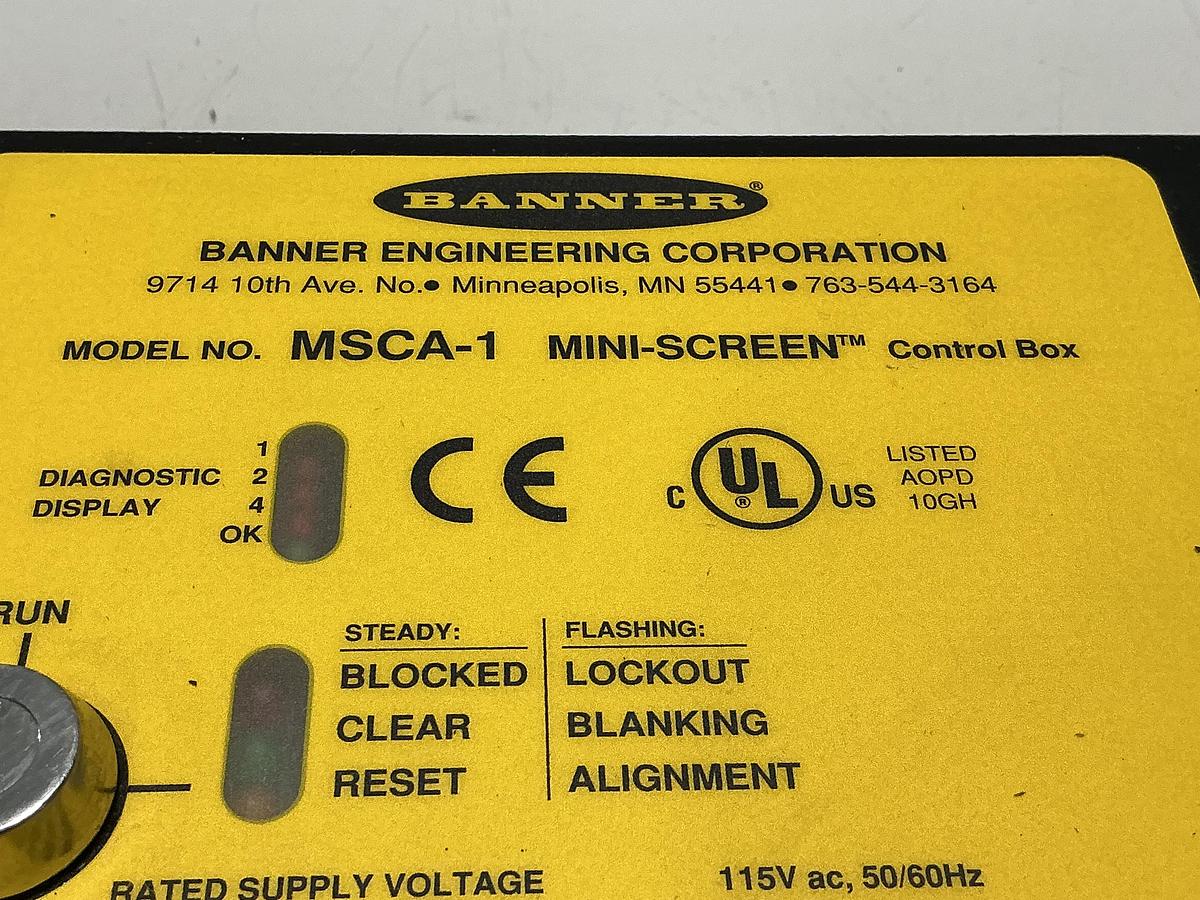 BANNER®
BANNER ENGINEERING CORPORATION
9714 10th Ave. No.● Minneapolis, MN 55441● 763-544-3164
MODEL NO. MSCA-1 MINI-SCREEN™ Control Box
DIAGNOSTIC DISPLAY
1
2
4
OK
CE
C UL® US
LISTED
AOPD
10GH
RUN
STEADY: FLASHING:
BLOCKED LOCKOUT
CLEAR BLANKING
RESET ALIGNMENT
RATED SUPPLY VOLTAGE 115V ac, 50/60Hz